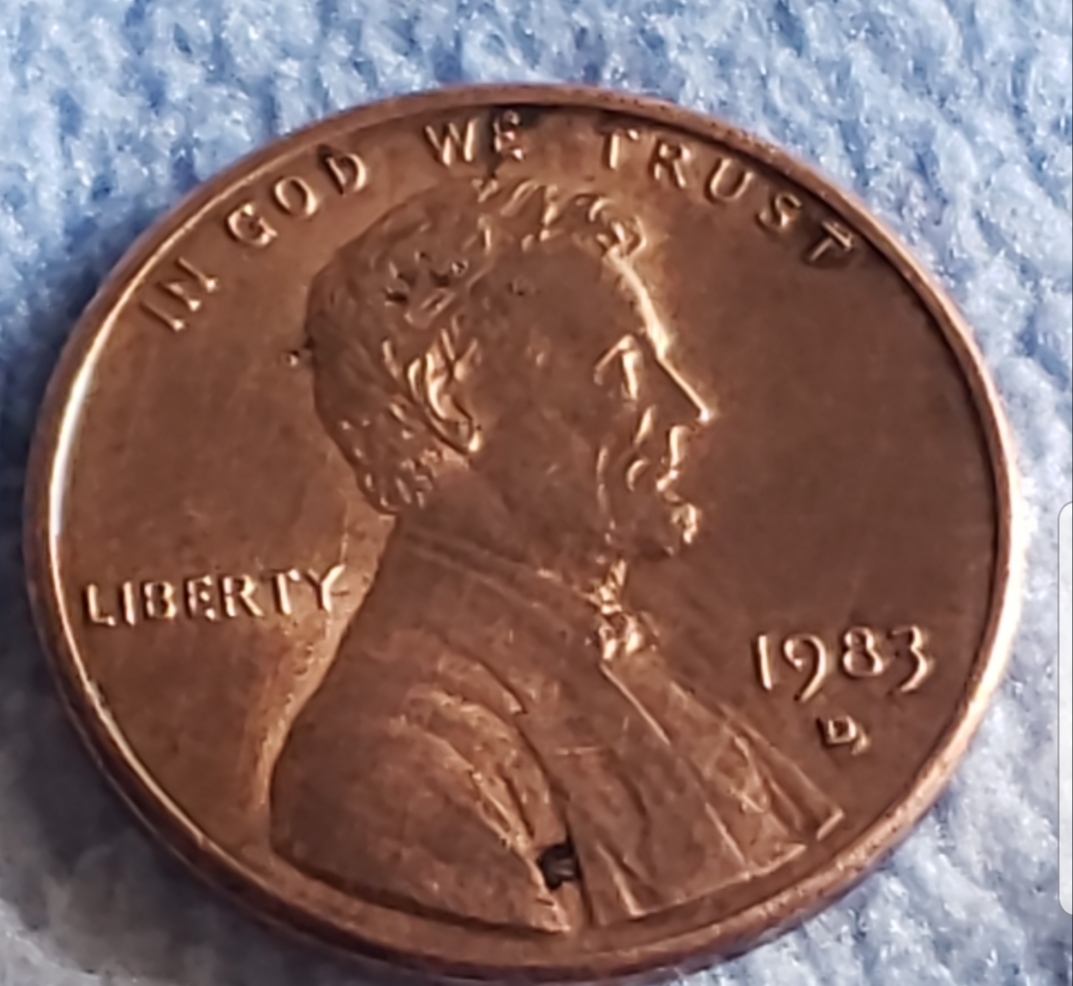 IN GOD WE TRUST
LIBERTY
1983
D